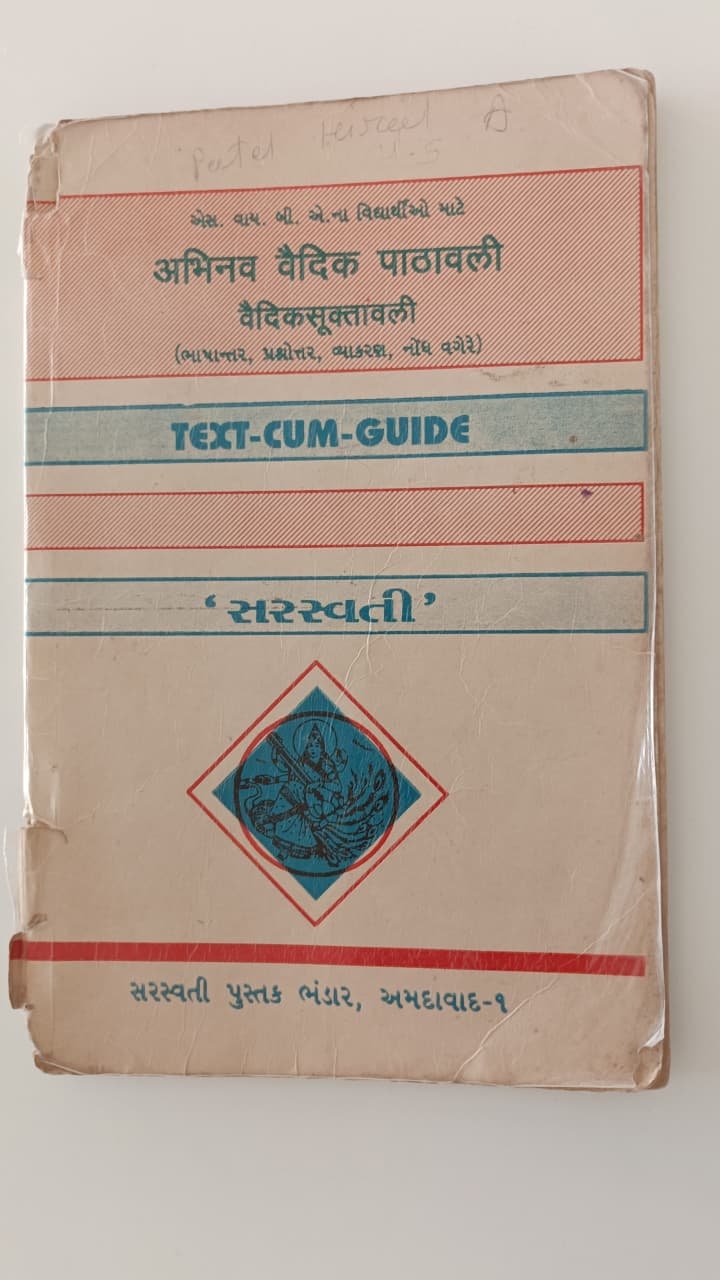 Patel A
એસ. વાય. બી. એ.ના વિદ્યાર્થીઓ માટે
अभिनव वैदिक पाठावली
वैदिकसूक्तावली
(ભાષાન્તર, પ્રશ્નોત્તર, વ્યાકરણ, નોંધ વગેરે)
TEXT-CUM-GUIDE
‘સરસ્વતી’
સરસ્વતી પુસ્તક ભંડાર, અમદાવાદ-૧